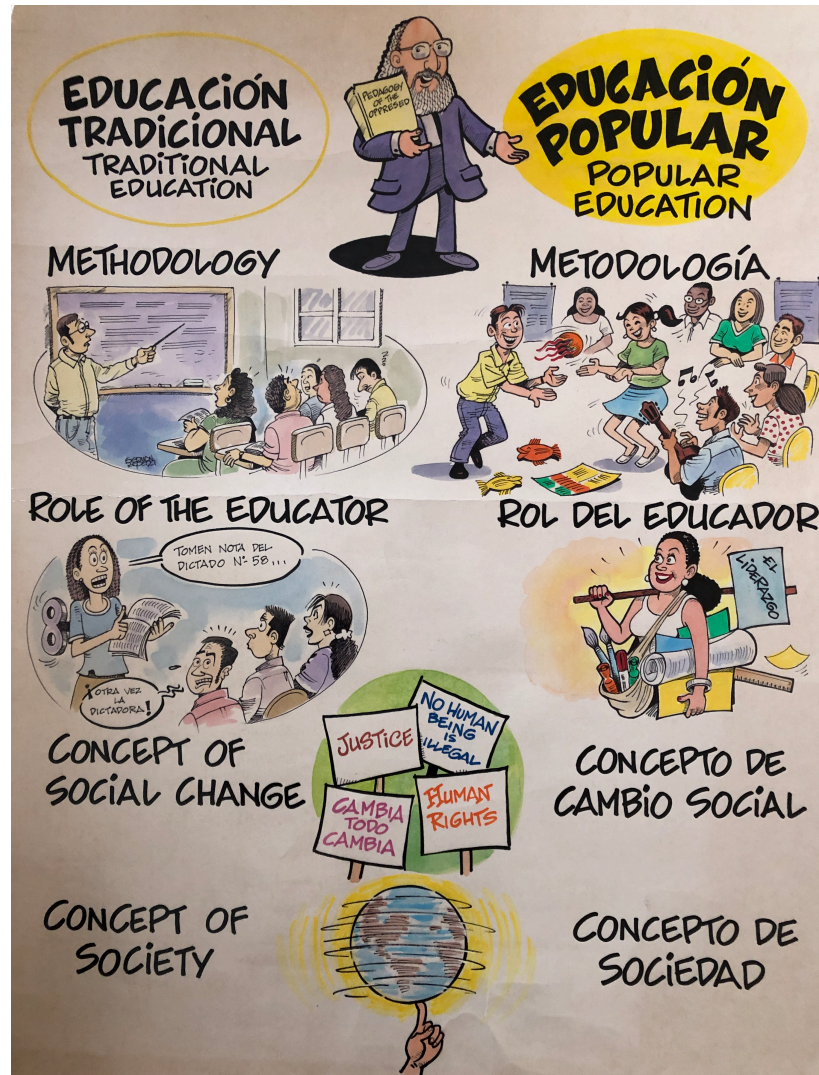 EDUCACIÓN
TRADICIONAL
TRADITIONAL
EDUCATION
PEDAGOGY
OF THE
OPPRESED
EDUCACIÓN
POPULAR
POPULAR
EDUCATION
METHODOLOGY
METODOLOGÍA
ROLE OF THE EDUCATOR
ROL DEL EDUCADOR
TOMEN NOTA DEL
DICTADO Nº 58...
¡OTRA VEZ
LA
DICTADORA!
EL
LIDERAZGO
JUSTICE
NO HUMAN
BEING
IS
ILLEGAL
CAMBIA
TODO
CAMBIA
HUMAN
RIGHTS
CONCEPT OF
SOCIAL CHANGE
CONCEPTO DE
CAMBIO SOCIAL
CONCEPT OF
SOCIETY
CONCEPTO DE
SOCIEDAD